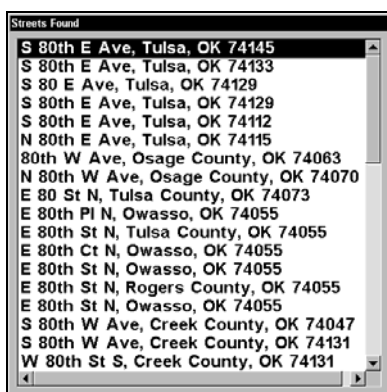 Streets Found
S 80th E Ave, Tulsa, OK 74145
S 80th E Ave, Tulsa, OK 74133
S 80 E Ave, Tulsa, OK 74129
S 80th E Ave, Tulsa, OK 74129
S 80th E Ave, Tulsa, OK 74112
N 80th E Ave, Tulsa, OK 74115
80th W Ave, Osage County, OK 74063
N 80th W Ave, Osage County, OK 74070
E 80 St N, Tulsa County, OK 74073
E 80th Pl N, Owasso, OK 74055
E 80th St N, Tulsa County, OK 74055
E 80th Ct N, Owasso, OK 74055
E 80th St N, Owasso, OK 74055
E 80th St N, Rogers County, OK 74055
E 80th St N, Owasso, OK 74055
S 80th W Ave, Creek County, OK 74047
S 80th W Ave, Creek County, OK 74131
W 80th St S, Creek County, OK 74131